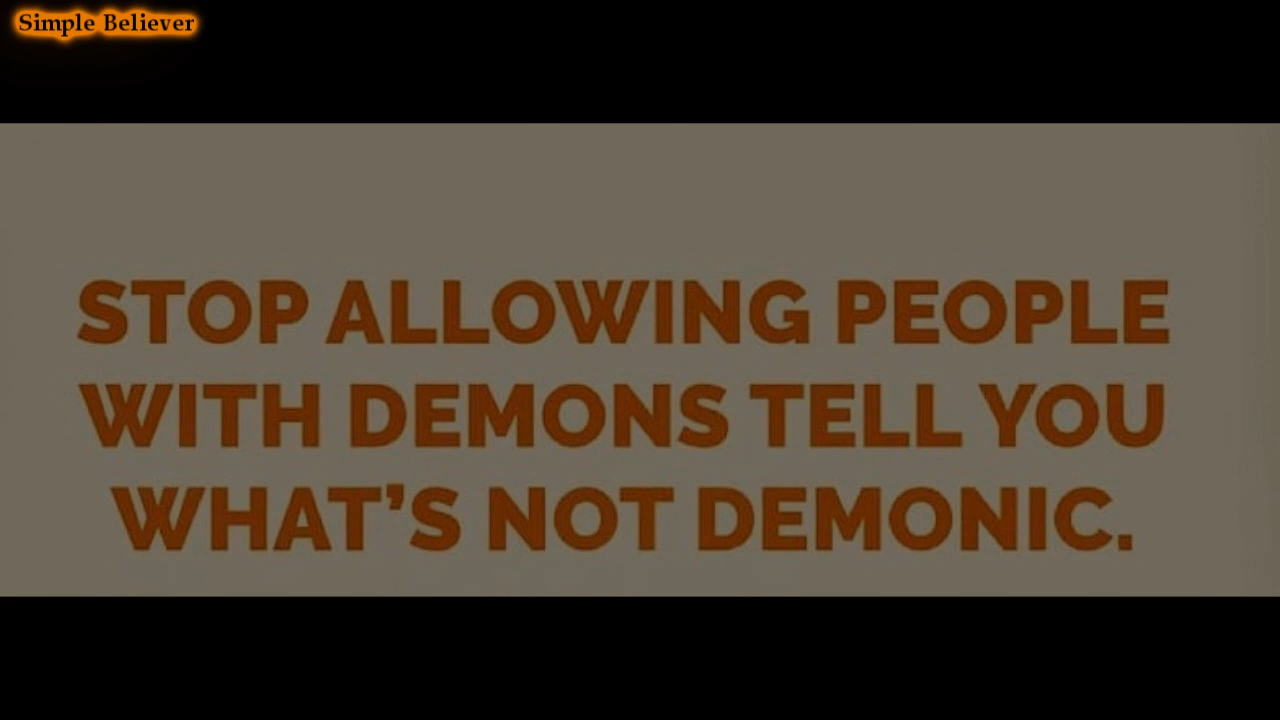 Simple Believer
STOP ALLOWING PEOPLE
WITH DEMONS TELL YOU
WHAT'S NOT DEMONIC.